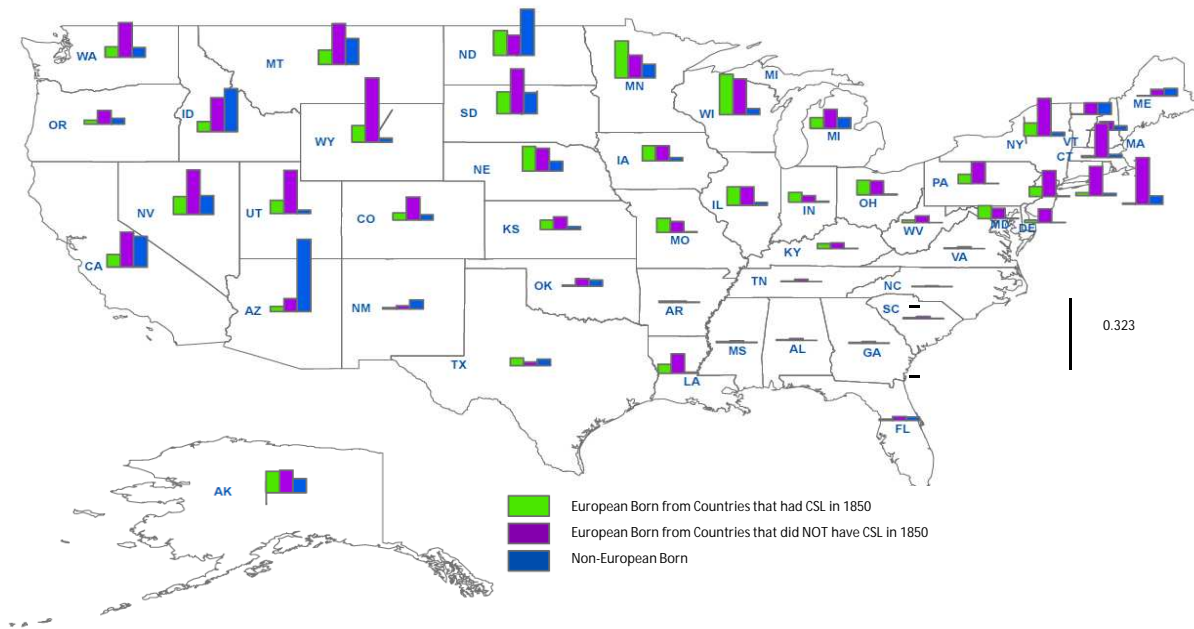 WA
MT
ND
MN
MI
ME
OR
ID
WY
SD
WI
MI
NY
VT
CT
MA
NE
IA
PA
NV
UT
CO
KS
MO
IL
IN
OH
WV
MD
DE
CA
KY
VA
AZ
NM
OK
AR
TN
NC
SC
TX
LA
MS
AL
GA
FL
0.323
AK
European Born from Countries that had CSL in 1850
European Born from Countries that did NOT have CSL in 1850
Non-European Born